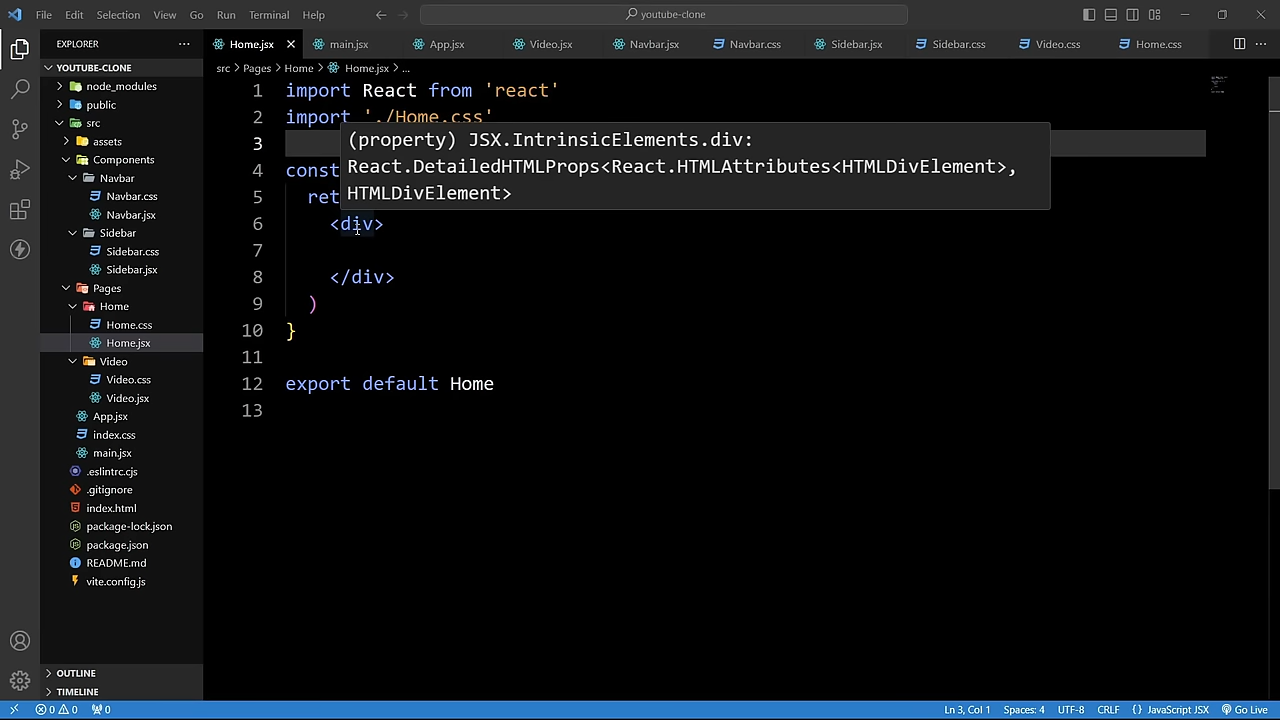 File Edit Selection View Go Run Terminal Help
youtube-clone
EXPLORER
Home.jsx main.jsx App.jsx Video.jsx Navbar.jsx Navbar.css Sidebar.jsx Sidebar.css Video.css Home.css
YOUTUBE-CLONE
node_modules
public
src
assets
Components
Navbar
Navbar.css
Navbar.jsx
Sidebar
Sidebar.css
Sidebar.jsx
Pages
Home
Home.css
Home.jsx
Video
Video.css
Video.jsx
App.jsx
index.css
main.jsx
.eslintrc.cjs
.gitignore
index.html
package-lock.json
package.json
README.md
vite.config.js
OUTLINE
TIMELINE
src > Pages > Home > Home.jsx > ...
1 import React from 'react'
2 import './Home.css'
3
(property) JSX.IntrinsicElements.div:
React.DetailedHTMLProps<React.HTMLAttributes<HTMLDivElement>,
HTMLDivElement>
4 const
5 ret
6 <div>
7
8 </div>
9 )
10 }
11
12 export default Home
13
0 0 0 Ln 3, Col 1 Spaces: 4 UTF-8 CRLF {} JavaScript JSX Go Live